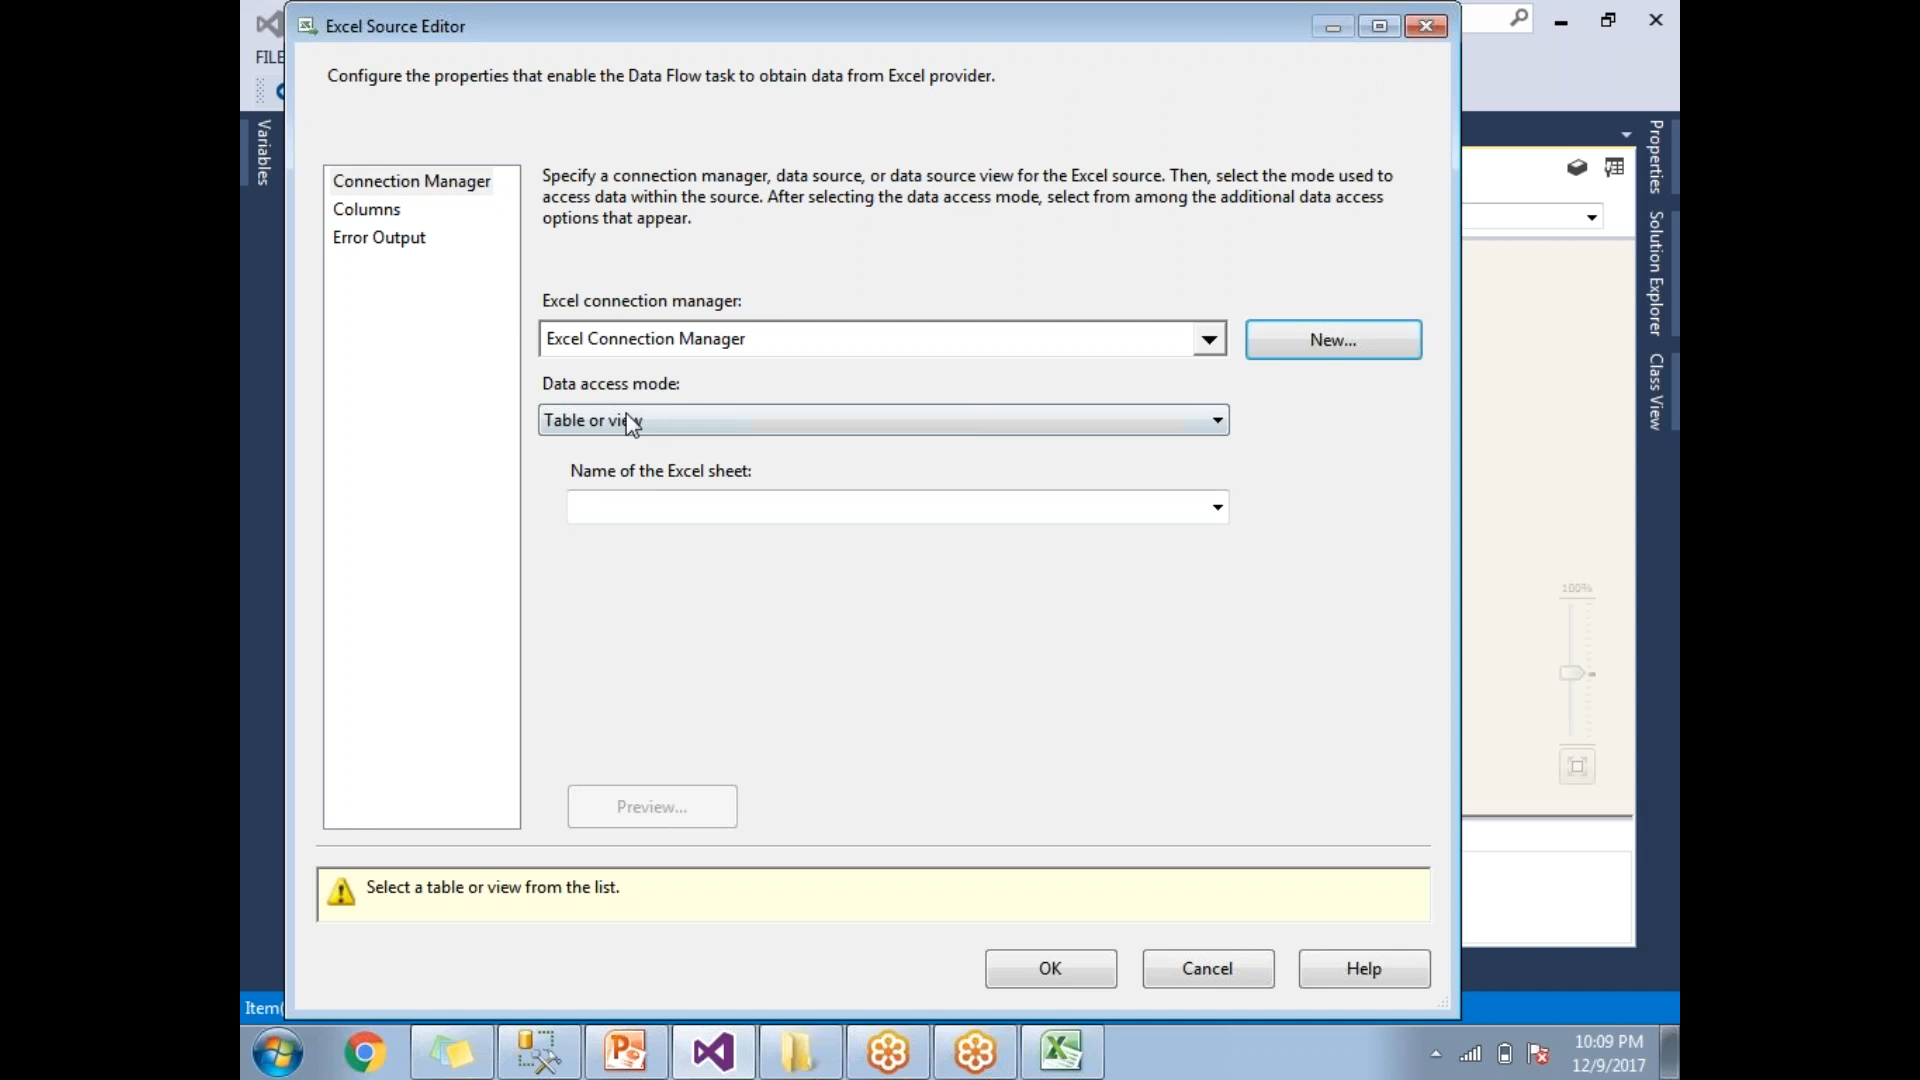 Excel Source Editor
FILE
Configure the properties that enable the Data Flow task to obtain data from Excel provider.
Variables
Connection Manager
Columns
Error Output
Specify a connection manager, data source, or data source view for the Excel source. Then, select the mode used to
access data within the source. After selecting the data access mode, select from among the additional data access
options that appear.
Excel connection manager:
Excel Connection Manager
New...
Data access mode:
Table or view
Name of the Excel sheet:
Preview...
Select a table or view from the list.
OK
Cancel
Help
Properties
Solution Explorer
Class View
100%
Item(
10:09 PM
12/9/2017